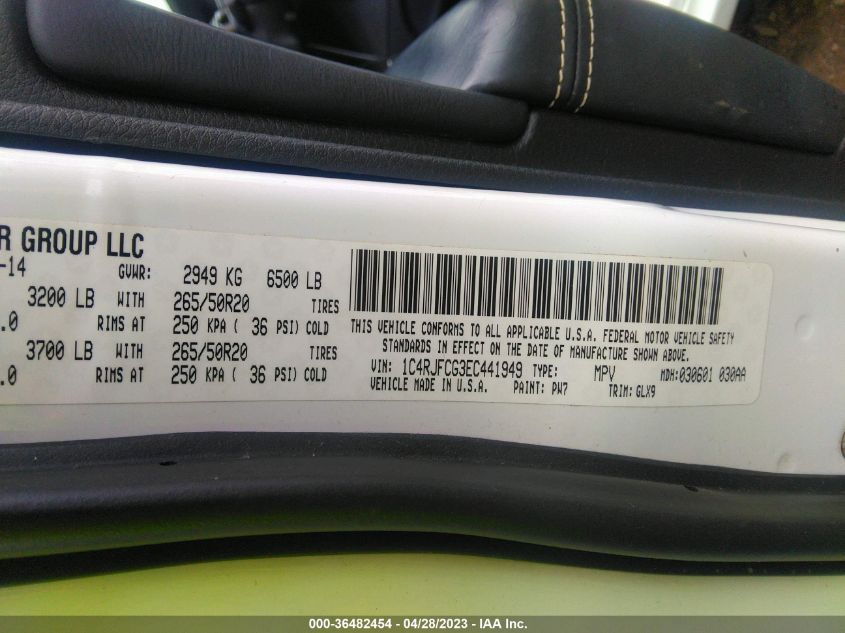 R GROUP LLC
-14 GVWR: 2949 KG 6500 LB
3200 LB WITH 265/50R20 TIRES
.0 RIMS AT 250 KPA ( 36 PSI) COLD
3700 LB WITH 265/50R20 TIRES
.0 RIMS AT 250 KPA ( 36 PSI) COLD
THIS VEHICLE CONFORMS TO ALL APPLICABLE U.S.A. FEDERAL MOTOR VEHICLE SAFETY
STANDARDS IN EFFECT ON THE DATE OF MANUFACTURE SHOWN ABOVE.
VIN: 1C4RJFCG3EC441949 TYPE: MPV MDH:030601 030AA
VEHICLE MADE IN U.S.A. PAINT: PW7 TRIM: GLX9
000-36482454 - 04/28/2023 - IAA Inc.